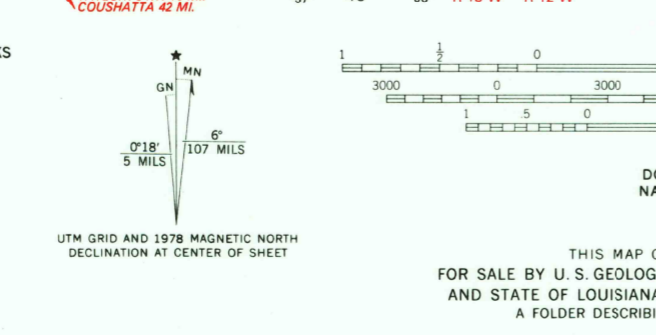 COUSHATTA 42 MI.
KS
MN
GN
0°18'
5 MILS
6°
107 MILS
UTM GRID AND 1978 MAGNETIC NORTH
DECLINATION AT CENTER OF SHEET
1 1/2 0
3000 0 3000
1 .5 0
DO
NA
THIS MAP C
FOR SALE BY U. S. GEOLOG
AND STATE OF LOUISIANA
A FOLDER DESCRIBI